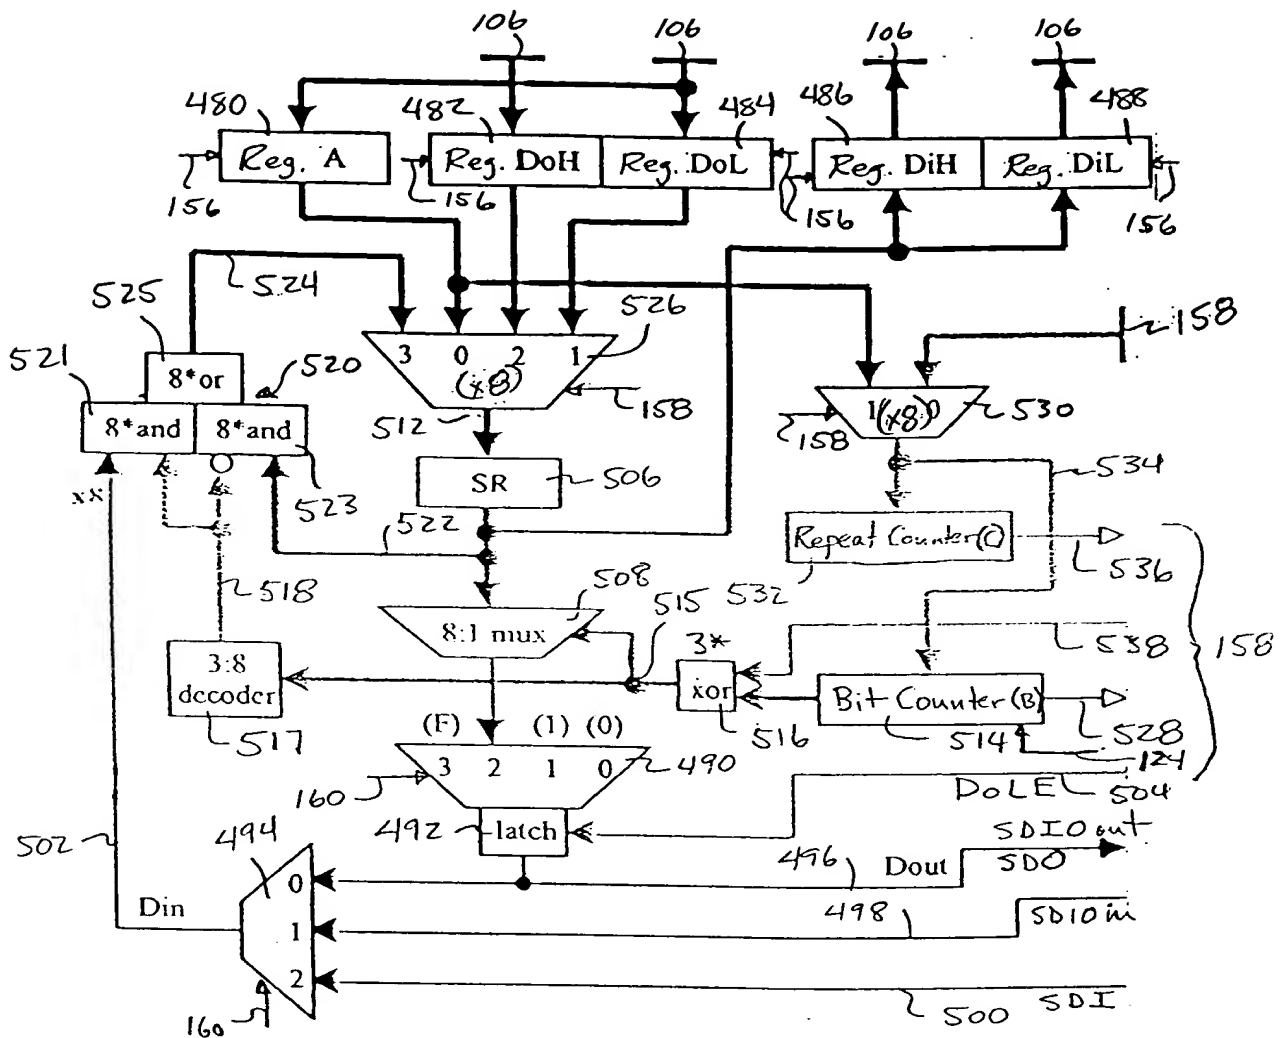 106 106 106 106
480 482 484 486 488
Reg. A Reg. DoH Reg. DoL Reg. DiH Reg. DiL
156 156 156 156
524
525 526 158
521 520
3 0 2 1
8*or (x8)
8*and 8*and 512 158 1(x8)0 530
158
534
xx SR 506
523
522 Repeat Counter(C)
536
518 508 515 532
8:1 mux 3* 538 158
3:8 decoder xor Bit Counter(B)
517 516 514 528
(F) (1) (0) 124
3 2 1 0 490
160 DOLE 504
492 latch SDIO out
502 494 496 Dout SDO
0
Din 498 SDIO in
1
2
160 500 SDI